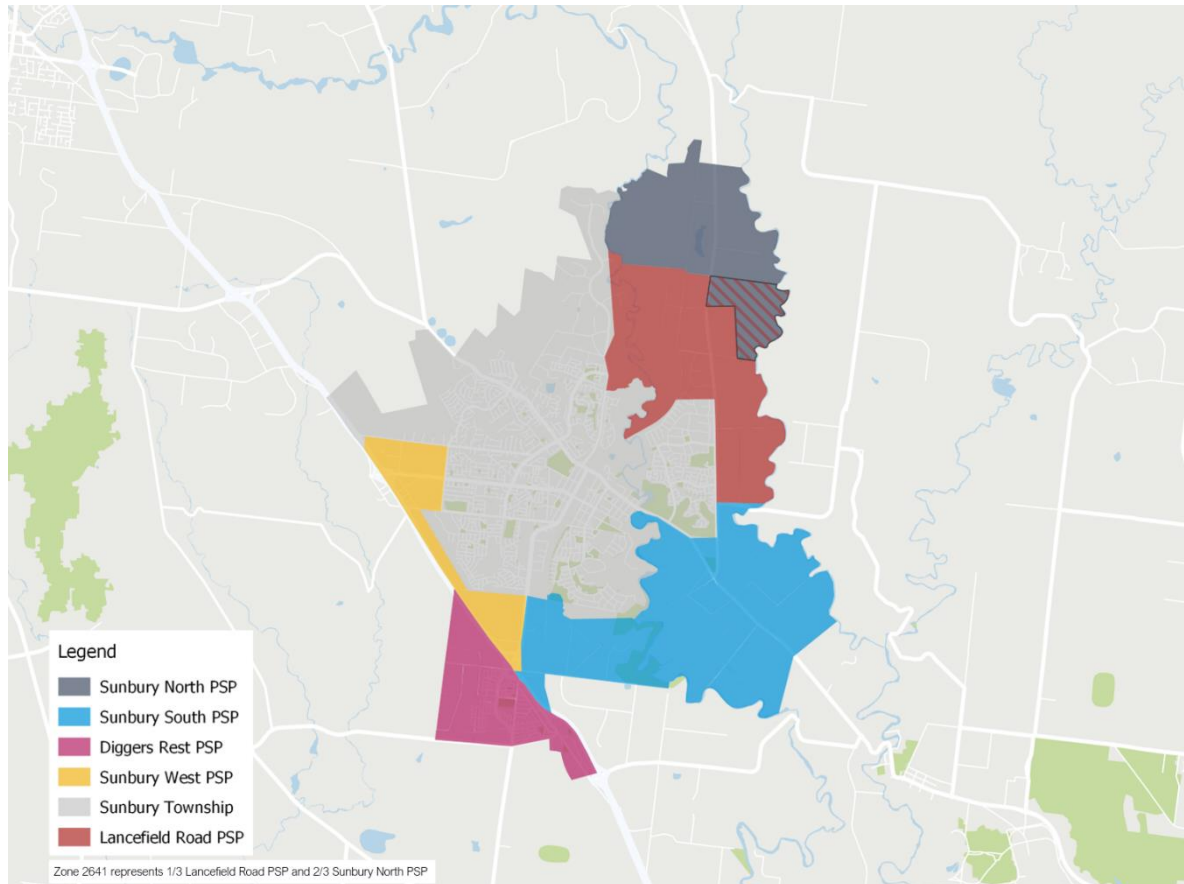 Legend
Sunbury North PSP
Sunbury South PSP
Diggers Rest PSP
Sunbury West PSP
Sunbury Township
Lancefield Road PSP
Zone 2641 represents 1/3 Lancefield Road PSP and 2/3 Sunbury North PSP